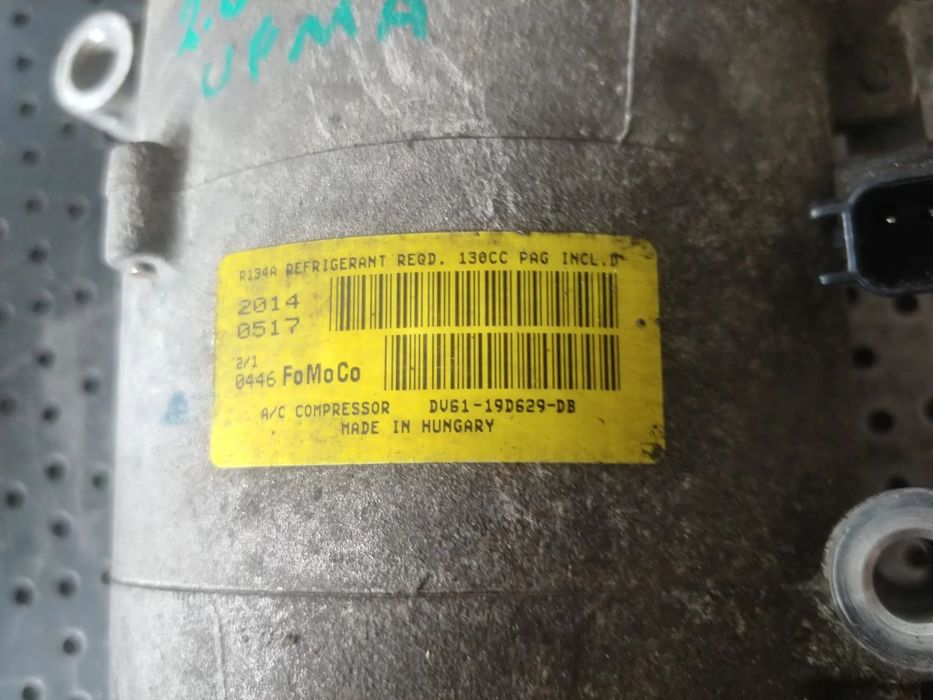 UFMA
R134A REFRIGERANT REQD. 130CC PAG INCL.D
2014
0517
2/1
0446 FoMoCo
A/C COMPRESSOR DV61-19D629-DB
MADE IN HUNGARY